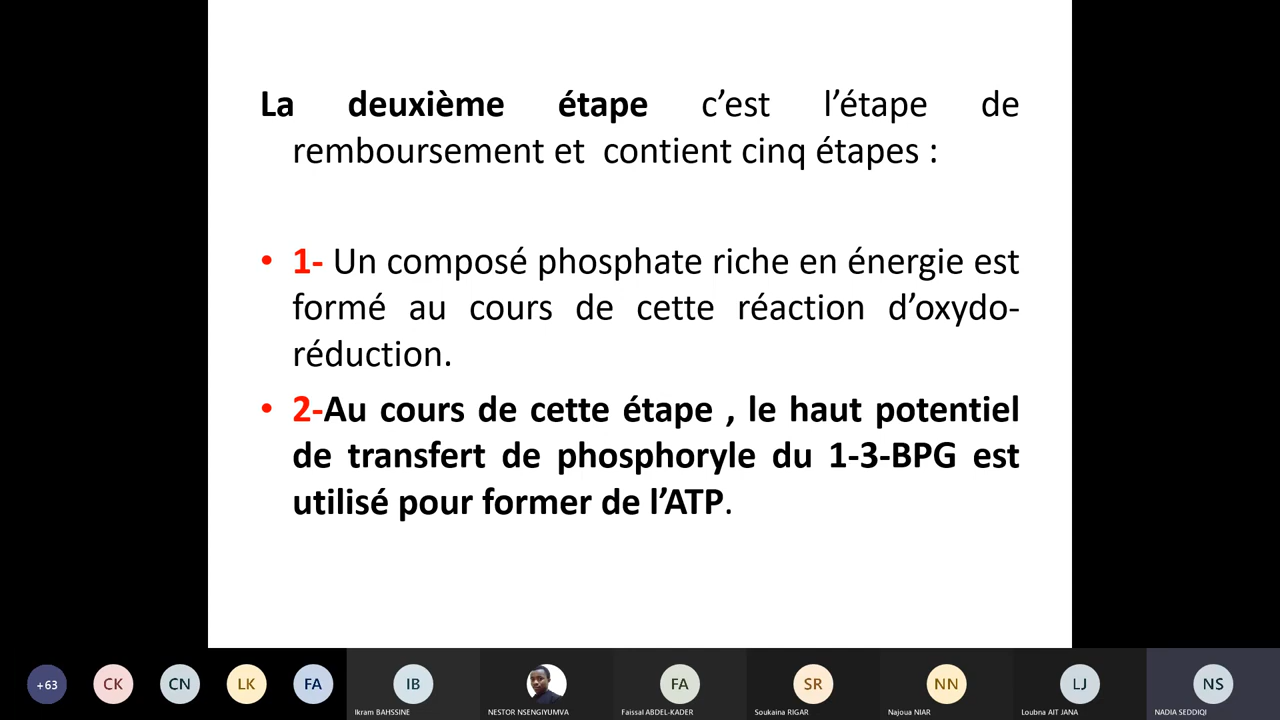 La deuxième étape c’est l’étape de
remboursement et contient cinq étapes :
• 1- Un composé phosphate riche en énergie est
formé au cours de cette réaction d’oxydo-
réduction.
• 2-Au cours de cette étape , le haut potentiel
de transfert de phosphoryle du 1-3-BPG est
utilisé pour former de l’ATP.
+63 CK CN LK FA IB FA SR NN LJ NS
Ikram BAHSSINE NESTOR NSENGIYUMVA Faissal ABDEL-KADER Soukaina RIGAR Najoua NIAR Loubna AIT JANA NADIA SEDDIQI